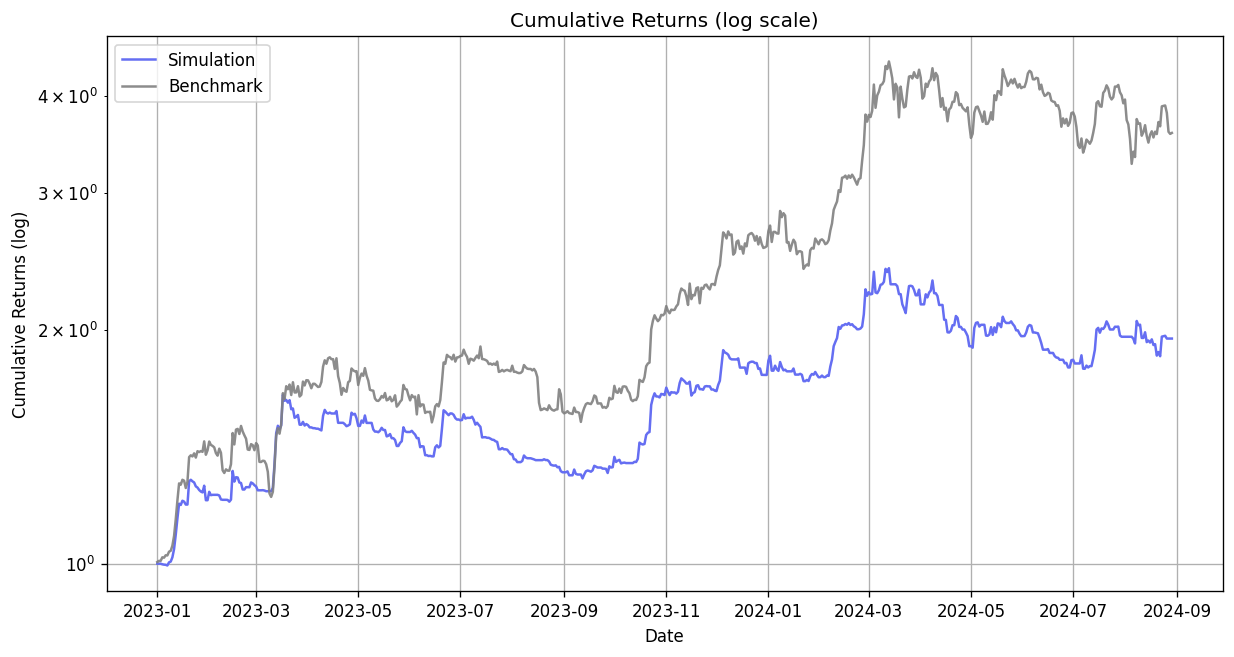 Cumulative Returns (log scale)
Simulation
Benchmark
4 × 10⁰
3 × 10⁰
2 × 10⁰
10⁰
Cumulative Returns (log)
2023-01 2023-03 2023-05 2023-07 2023-09 2023-11 2024-01 2024-03 2024-05 2024-07 2024-09
Date